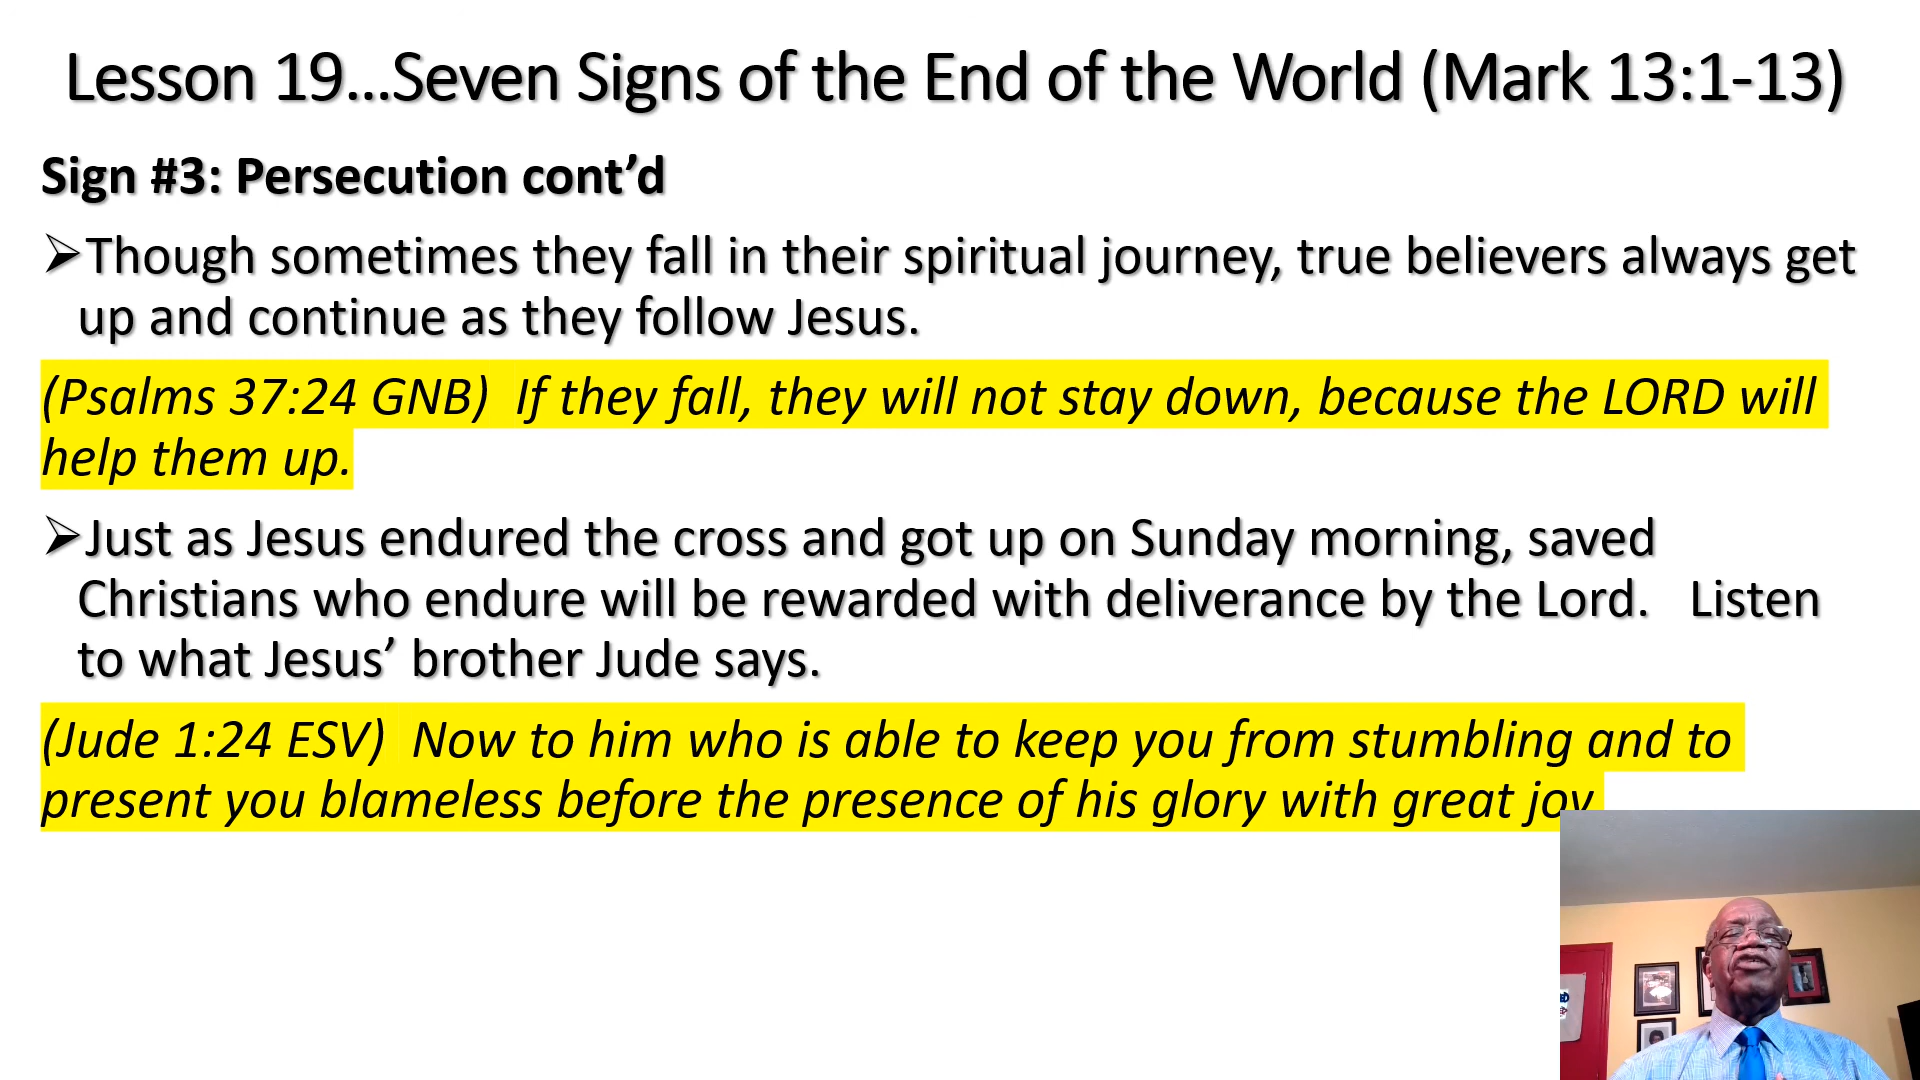 Lesson 19...Seven Signs of the End of the World (Mark 13:1-13)
Sign #3: Persecution cont’d
Though sometimes they fall in their spiritual journey, true believers always get
up and continue as they follow Jesus.
(Psalms 37:24 GNB)  If they fall, they will not stay down, because the LORD will
help them up.
Just as Jesus endured the cross and got up on Sunday morning, saved
Christians who endure will be rewarded with deliverance by the Lord.   Listen
to what Jesus’ brother Jude says.
(Jude 1:24 ESV)  Now to him who is able to keep you from stumbling and to
present you blameless before the presence of his glory with great joy